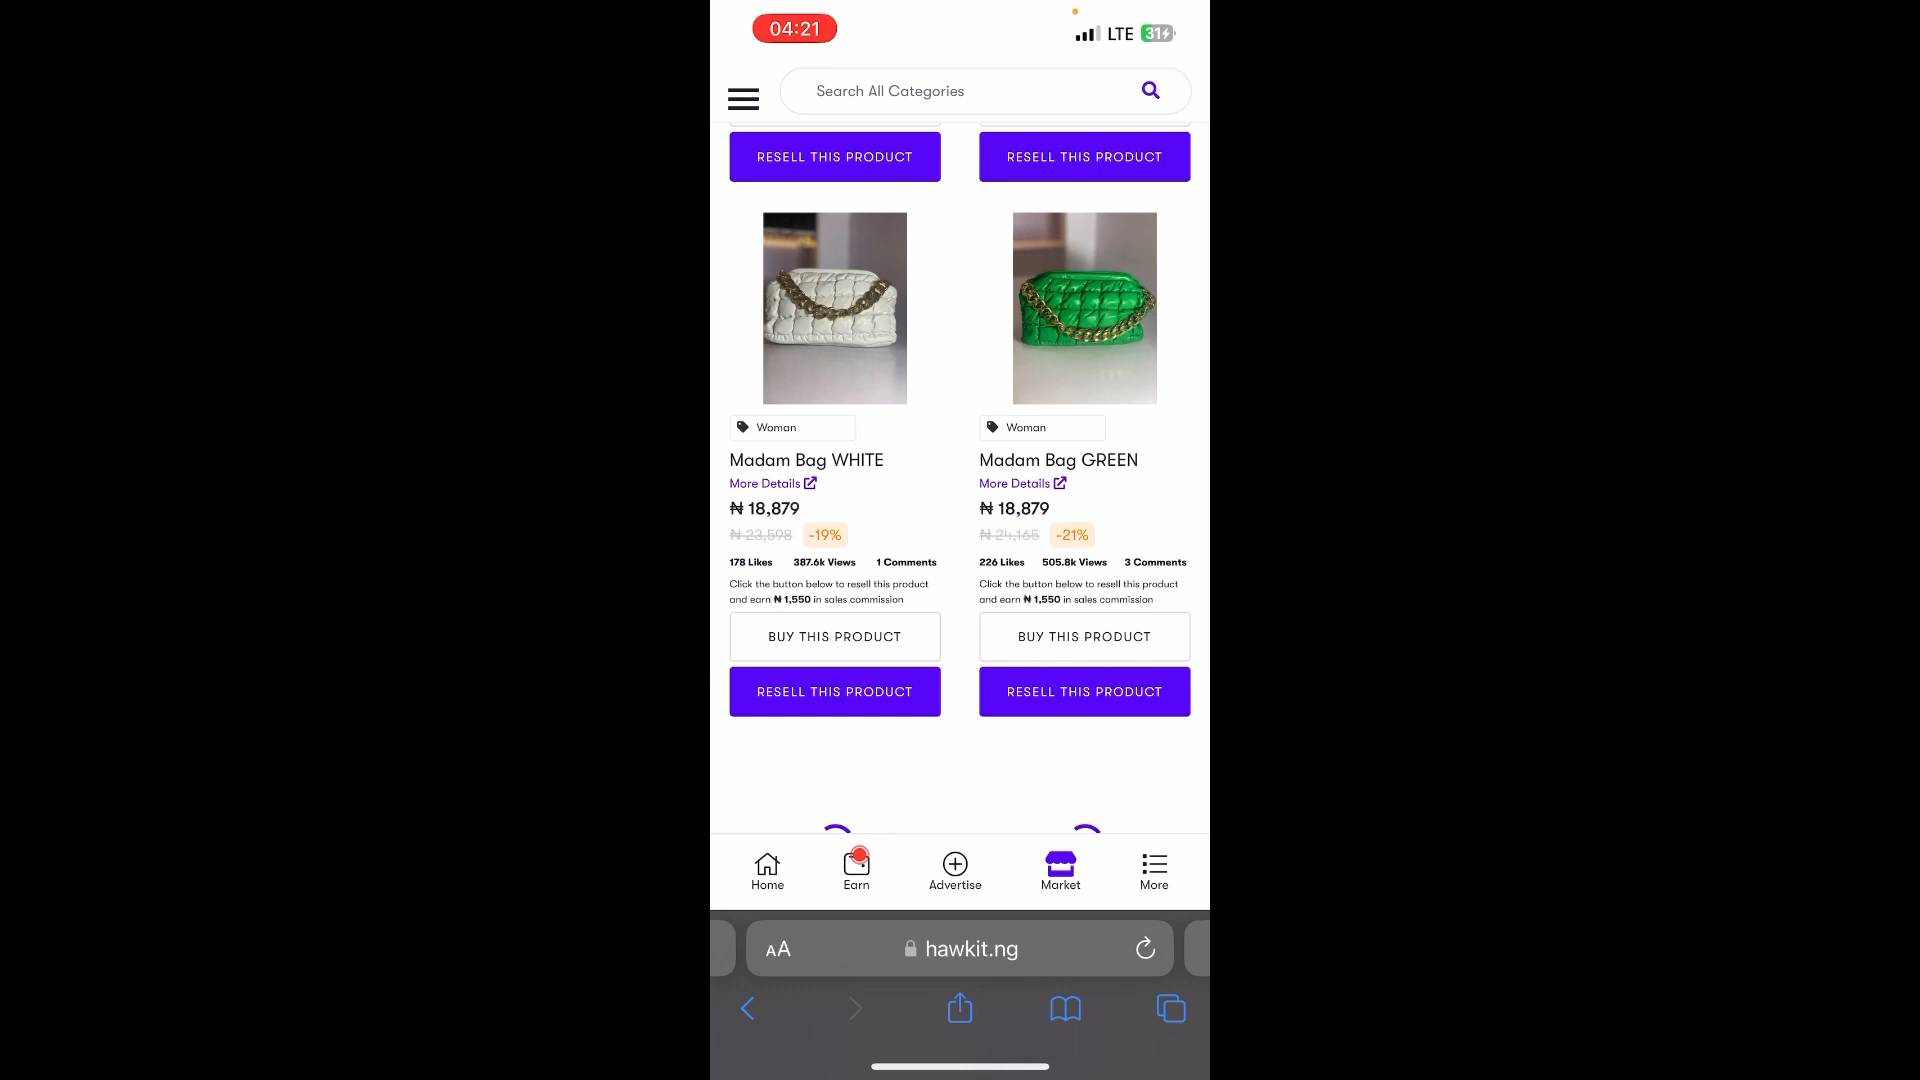 04:21
LTE 31
Search All Categories
RESELL THIS PRODUCT RESELL THIS PRODUCT
Woman Woman
Madam Bag WHITE Madam Bag GREEN
More Details More Details
₦ 18,879 ₦ 18,879
₦ 23,598 -19% ₦ 24,165 -21%
178 Likes 387.6k Views 1 Comments 226 Likes 505.8k Views 3 Comments
Click the button below to resell this product Click the button below to resell this product
and earn ₦ 1,550 in sales commission and earn ₦ 1,550 in sales commission
BUY THIS PRODUCT BUY THIS PRODUCT
RESELL THIS PRODUCT RESELL THIS PRODUCT
Home Earn Advertise Market More
AA hawkit.ng